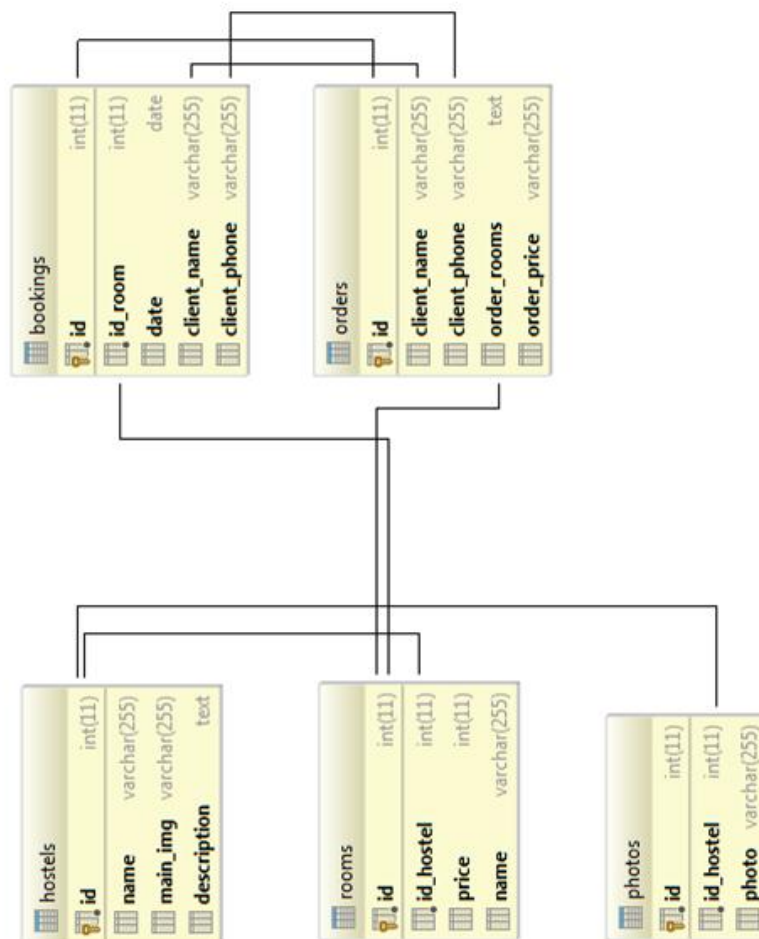 hostels
id int(11)
name varchar(255)
main_img varchar(255)
description text
bookings
id int(11)
id_room int(11)
date date
client_name varchar(255)
client_phone varchar(255)
rooms
id int(11)
id_hostel int(11)
price int(11)
name varchar(255)
orders
id int(11)
client_name varchar(255)
client_phone varchar(255)
order_rooms text
order_price varchar(255)
photos
id int(11)
id_hostel int(11)
photo varchar(255)